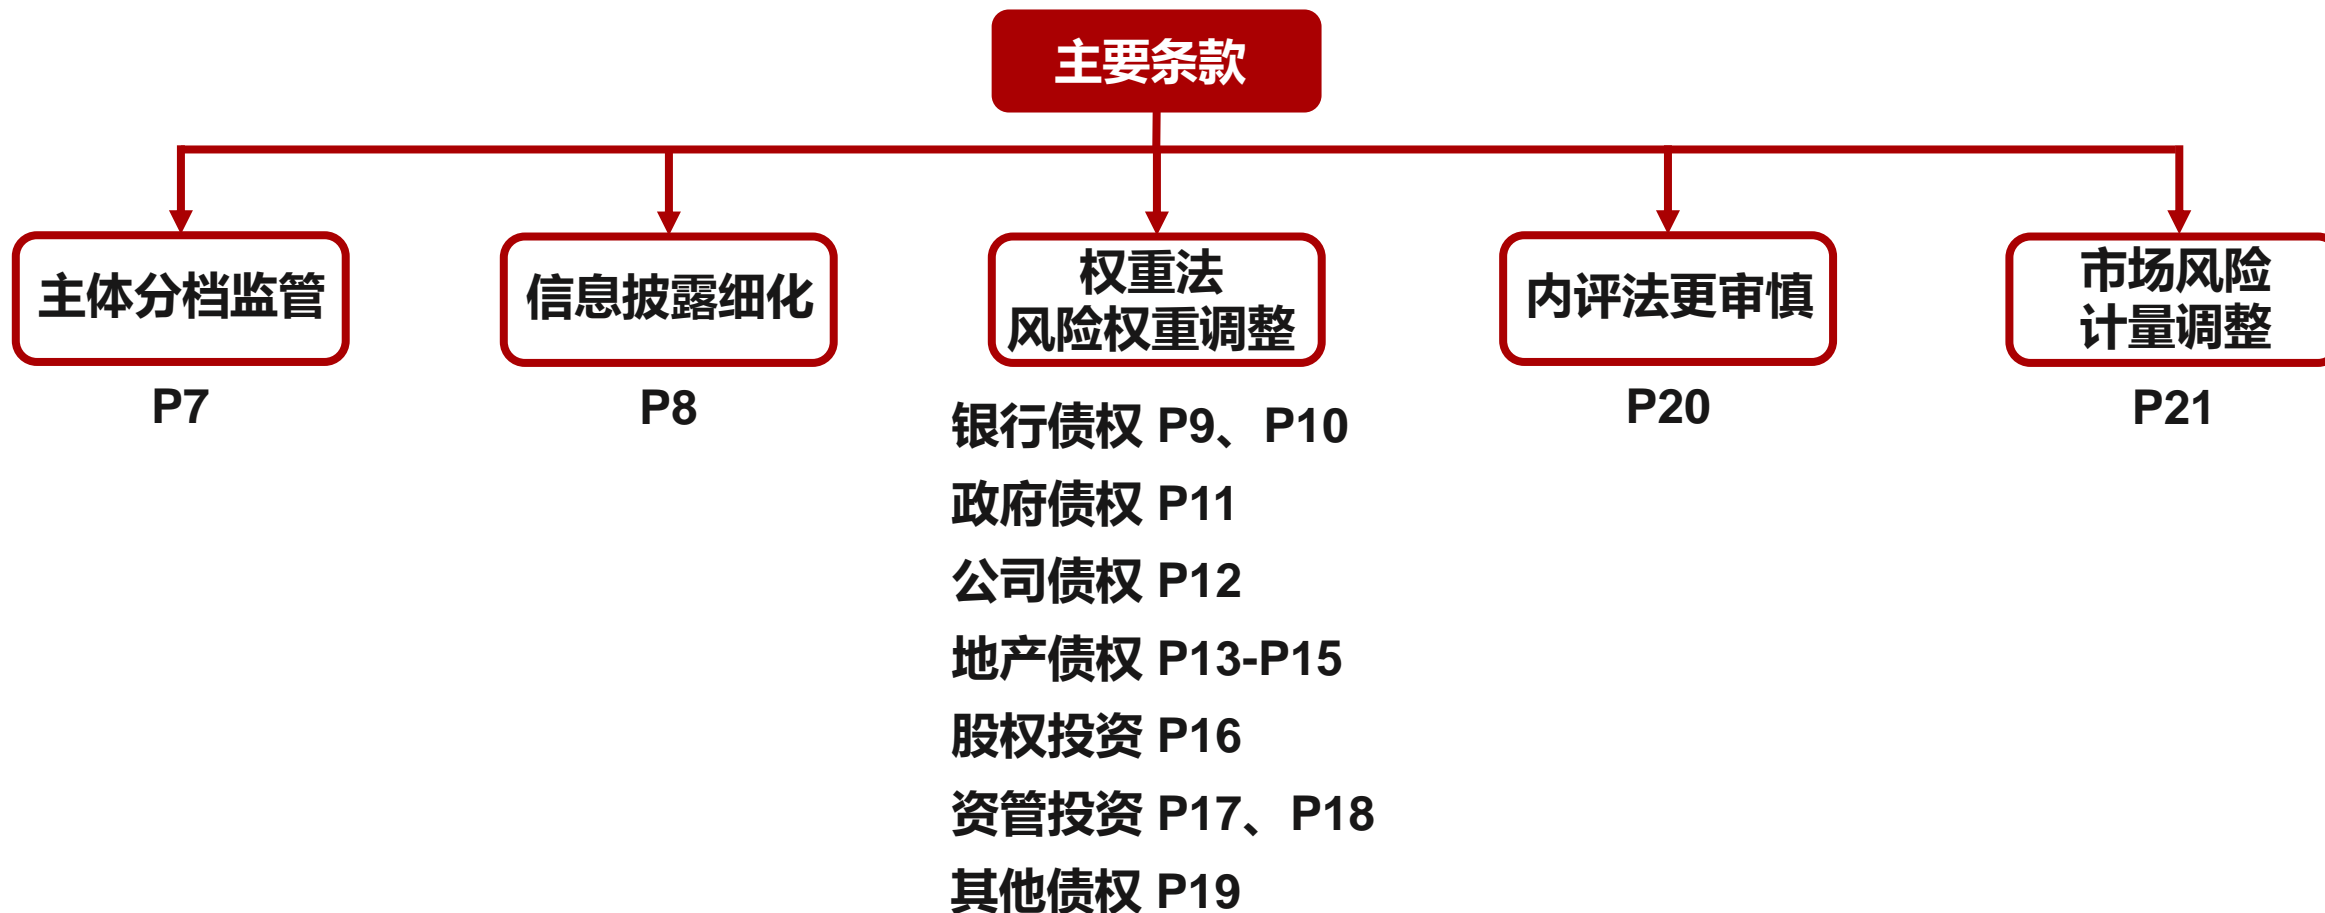 主要条款
主体分档监管
P7
信息披露细化
P8
权重法
风险权重调整
银行债权 P9、P10
政府债权 P11
公司债权 P12
地产债权 P13-P15
股权投资 P16
资管投资 P17、P18
其他债权 P19
内评法更审慎
P20
市场风险
计量调整
P21